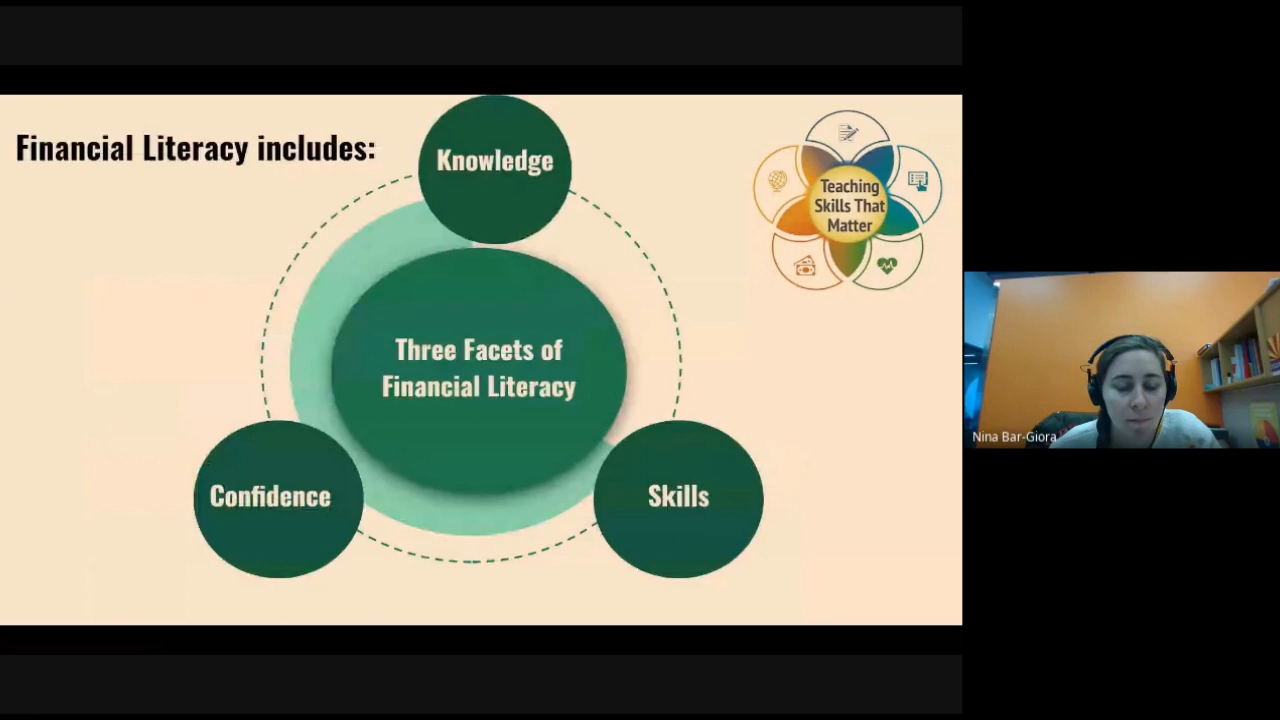 Financial Literacy includes:
Knowledge
Teaching
Skills That
Matter
Three Facets of
Financial Literacy
Confidence
Skills
Nina Bar-Giora